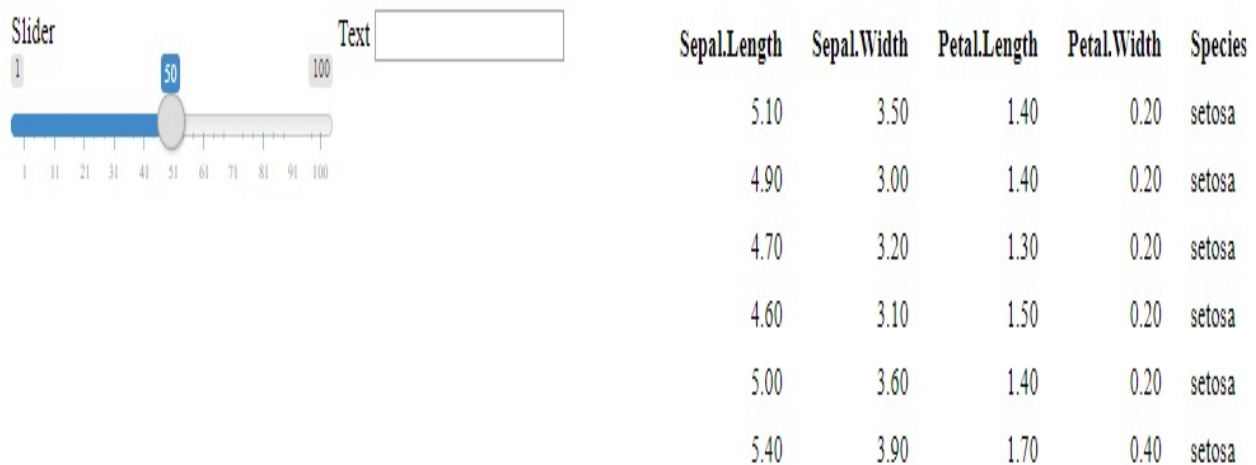 Slider
1 50 100
1 11 21 31 41 51 61 71 81 91 100
Text
Sepal.Length Sepal.Width Petal.Length Petal.Width Species
5.10 3.50 1.40 0.20 setosa
4.90 3.00 1.40 0.20 setosa
4.70 3.20 1.30 0.20 setosa
4.60 3.10 1.50 0.20 setosa
5.00 3.60 1.40 0.20 setosa
5.40 3.90 1.70 0.40 setosa